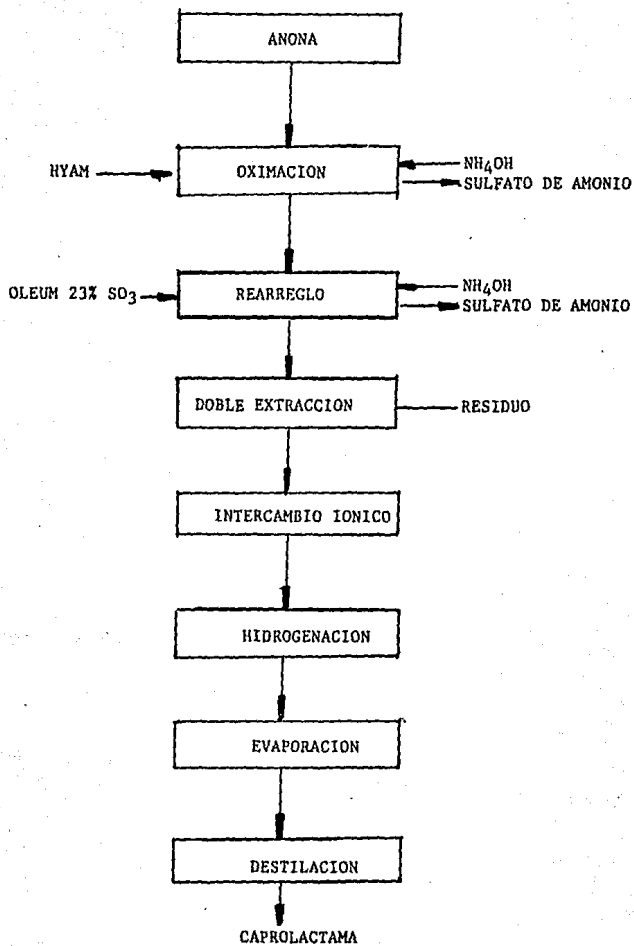 ANONA
HYAM
OXIMACION
NH4OH
SULFATO DE AMONIO
OLEUM 23% SO3
REARREGLO
NH4OH
SULFATO DE AMONIO
DOBLE EXTRACCION
RESIDUO
INTERCAMBIO IONICO
HIDROGENACION
EVAPORACION
DESTILACION
CAPROLACTAMA